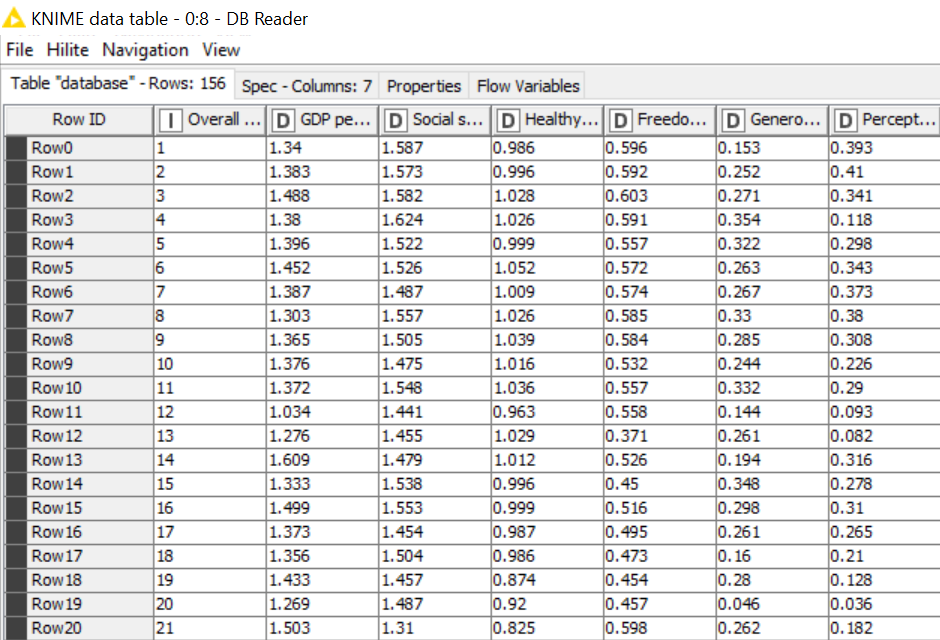 KNIME data table - 0:8 - DB Reader
File Hilite Navigation View
Table "database" - Rows: 156 Spec - Columns: 7 Properties Flow Variables
Row ID I Overall ... D GDP pe... D Social s... D Healthy... D Freedo... D Genero... D Percept...
Row0 1 1.34 1.587 0.986 0.596 0.153 0.393
Row1 2 1.383 1.573 0.996 0.592 0.252 0.41
Row2 3 1.488 1.582 1.028 0.603 0.271 0.341
Row3 4 1.38 1.624 1.026 0.591 0.354 0.118
Row4 5 1.396 1.522 0.999 0.557 0.322 0.298
Row5 6 1.452 1.526 1.052 0.572 0.263 0.343
Row6 7 1.387 1.487 1.009 0.574 0.267 0.373
Row7 8 1.303 1.557 1.026 0.585 0.33 0.38
Row8 9 1.365 1.505 1.039 0.584 0.285 0.308
Row9 10 1.376 1.475 1.016 0.532 0.244 0.226
Row10 11 1.372 1.548 1.036 0.557 0.332 0.29
Row11 12 1.034 1.441 0.963 0.558 0.144 0.093
Row12 13 1.276 1.455 1.029 0.371 0.261 0.082
Row13 14 1.609 1.479 1.012 0.526 0.194 0.316
Row14 15 1.333 1.538 0.996 0.45 0.348 0.278
Row15 16 1.499 1.553 0.999 0.516 0.298 0.31
Row16 17 1.373 1.454 0.987 0.495 0.261 0.265
Row17 18 1.356 1.504 0.986 0.473 0.16 0.21
Row18 19 1.433 1.457 0.874 0.454 0.28 0.128
Row19 20 1.269 1.487 0.92 0.457 0.046 0.036
Row20 21 1.503 1.31 0.825 0.598 0.262 0.182